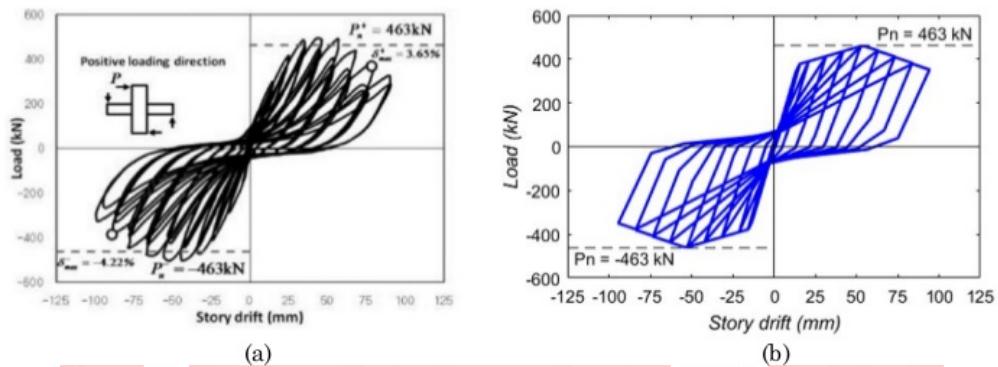 600
400
200
0
-200
-400
-600
-125 -100 -75 -50 -25 0 25 50 75 100 125
Load (kN)
Story drift (mm)
Positive loading direction
P
Pₙ⁺ = 463kN
δ⁺max = 3.65%
δ⁻max = -4.22%
Pₙ⁻ = -463kN
(a)
600
400
200
0
-200
-400
-600
-125 -100 -75 -50 -25 0 25 50 75 100 125
Load (kN)
Story drift (mm)
Pn = 463 kN
Pn = -463 kN
(b)